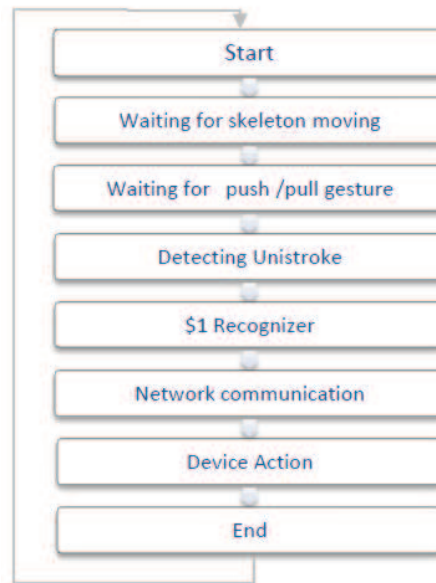 Start
Waiting for skeleton moving
Waiting for push /pull gesture
Detecting Unistroke
$1 Recognizer
Network communication
Device Action
End